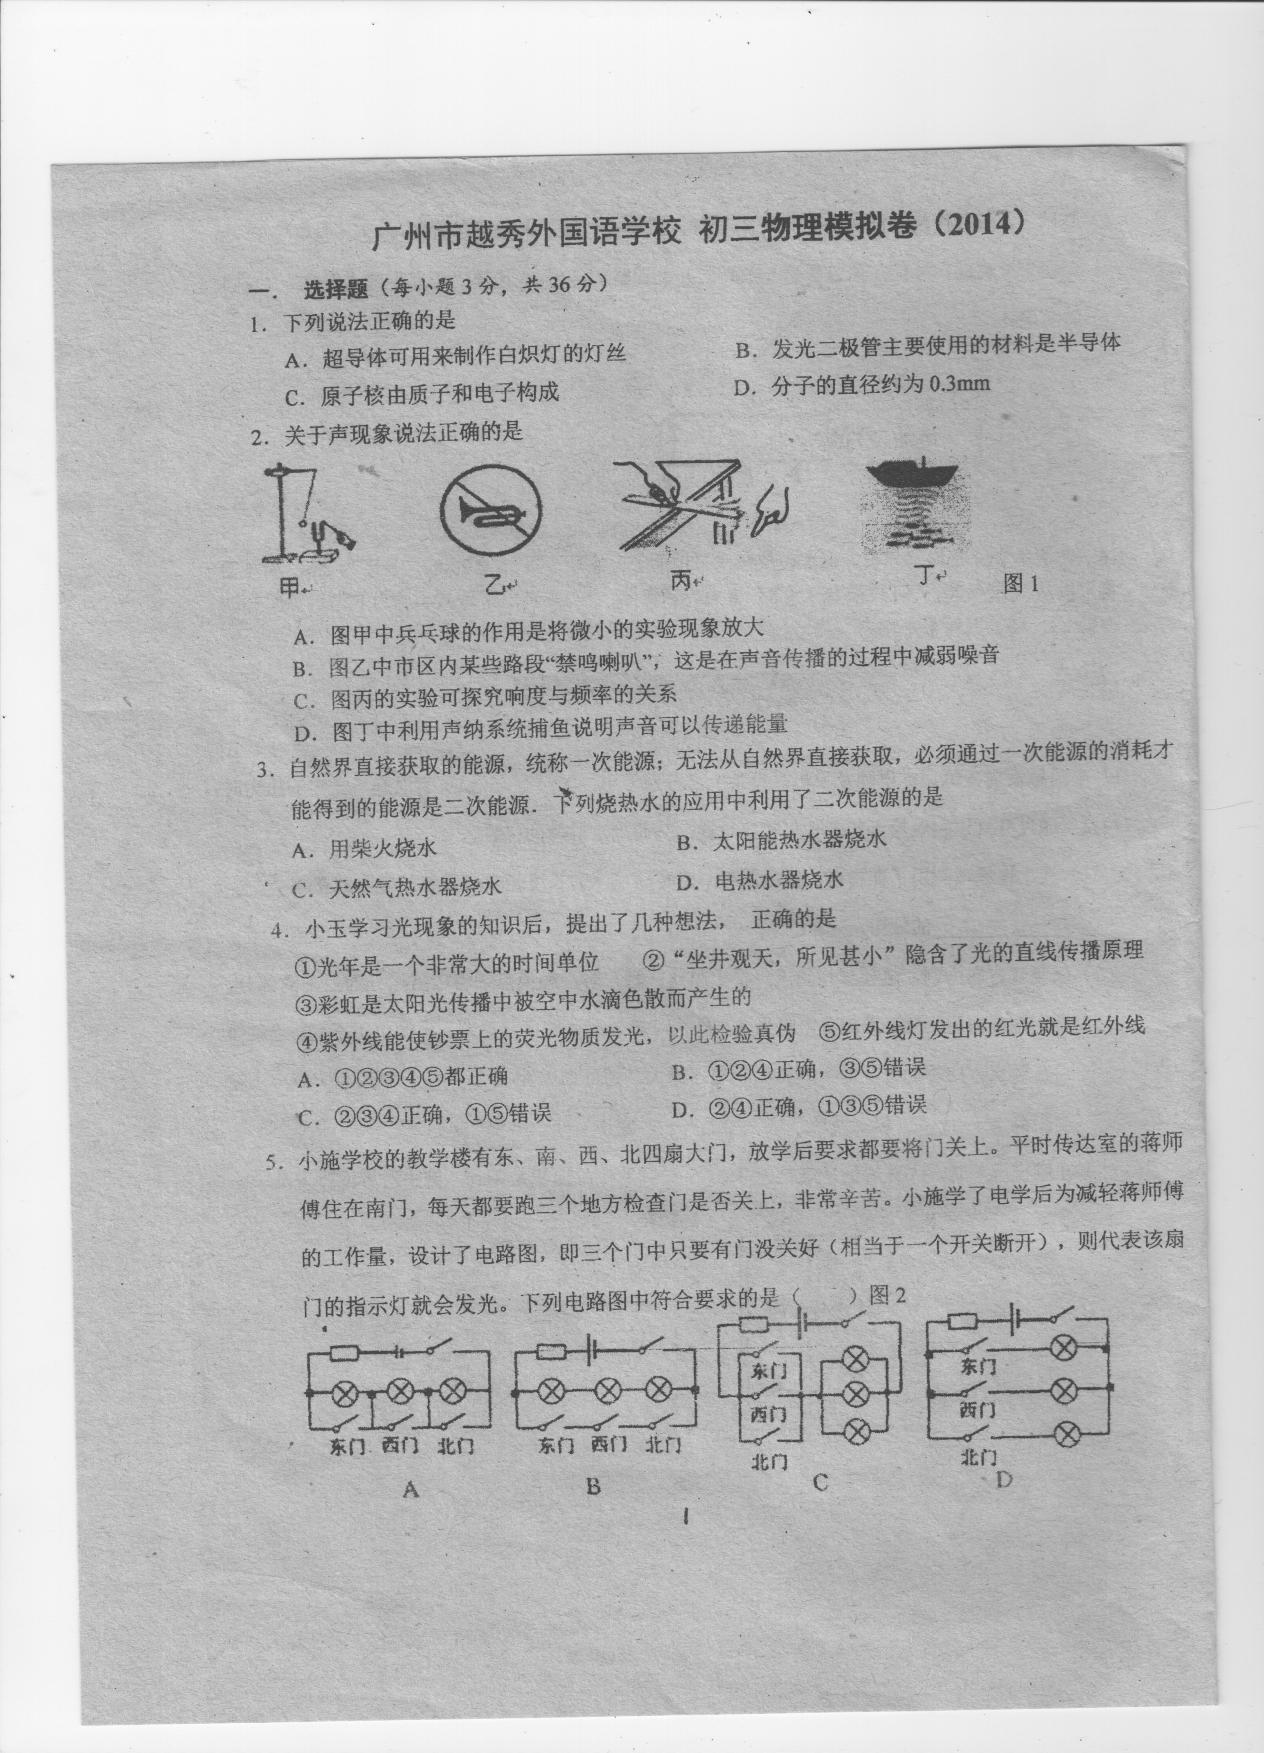 广州市越秀外国语学校 初三物理模拟卷（2014）
一． 选择题（每小题 3 分，共 36 分）
1．下列说法正确的是
A．超导体可用来制作白炽灯的灯丝 B．发光二极管主要使用的材料是半导体
C．原子核由质子和电子构成 D．分子的直径约为 0.3mm
2．关于声现象说法正确的是
甲 乙 丙 丁 图 1
A．图甲中兵乓球的作用是将微小的实验现象放大
B．图乙中市区内某些路段“禁鸣喇叭”，这是在声音传播的过程中减弱噪音
C．图丙的实验可探究响度与频率的关系
D．图丁中利用声纳系统捕鱼说明声音可以传递能量
3．自然界直接获取的能源，统称一次能源；无法从自然界直接获取，必须通过一次能源的消耗才
能得到的能源是二次能源．下列烧热水的应用中利用了二次能源的是
A．用柴火烧水 B．太阳能热水器烧水
C．天然气热水器烧水 D．电热水器烧水
4．小玉学习光现象的知识后，提出了几种想法， 正确的是
①光年是一个非常大的时间单位 ②“坐井观天，所见甚小”隐含了光的直线传播原理
③彩虹是太阳光传播中被空中水滴色散而产生的
④紫外线能使钞票上的荧光物质发光，以此检验真伪 ⑤红外线灯发出的红光就是红外线
A．①②③④⑤都正确 B．①②④正确，③⑤错误
C．②③④正确，①⑤错误 D．②④正确，①③⑤错误
5．小施学校的教学楼有东、南、西、北四扇大门，放学后要求都要将门关上。平时传达室的蒋师
傅住在南门，每天都要跑三个地方检查门是否关上，非常辛苦。小施学了电学后为减轻蒋师傅
的工作量，设计了电路图，即三个门中只要有门没关好（相当于一个开关断开），则代表该扇
门的指示灯就会发光。下列电路图中符合要求的是（ ）图 2
东门 西门 北门
A
东门 西门 北门
B
东门
西门
北门
C
东门
西门
北门
D
1